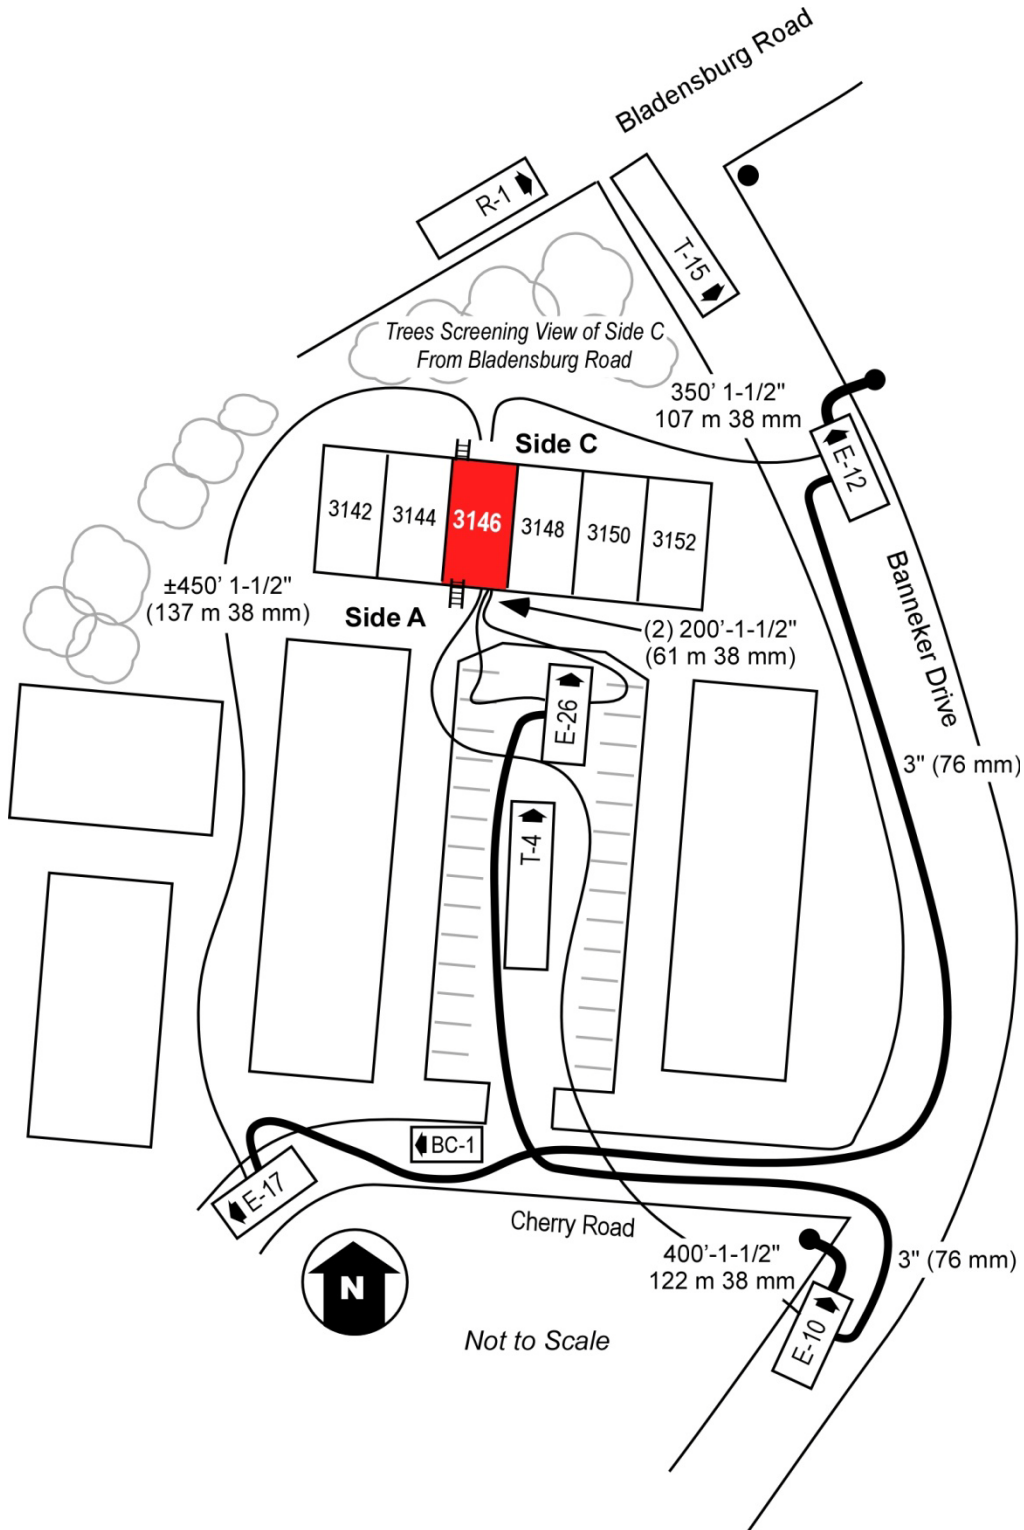 Bladensburg Road
R-1
T-15
Trees Screening View of Side C
From Bladensburg Road
350' 1-1/2"
107 m 38 mm
E-12
Side C
3142
3144
3146
3148
3150
3152
±450' 1-1/2"
(137 m 38 mm)
Side A
(2) 200'-1-1/2"
(61 m 38 mm)
Banneker Drive
E-26
3" (76 mm)
T-4
BC-1
E-17
Cherry Road
400'-1-1/2"
122 m 38 mm
3" (76 mm)
N
E-10
Not to Scale